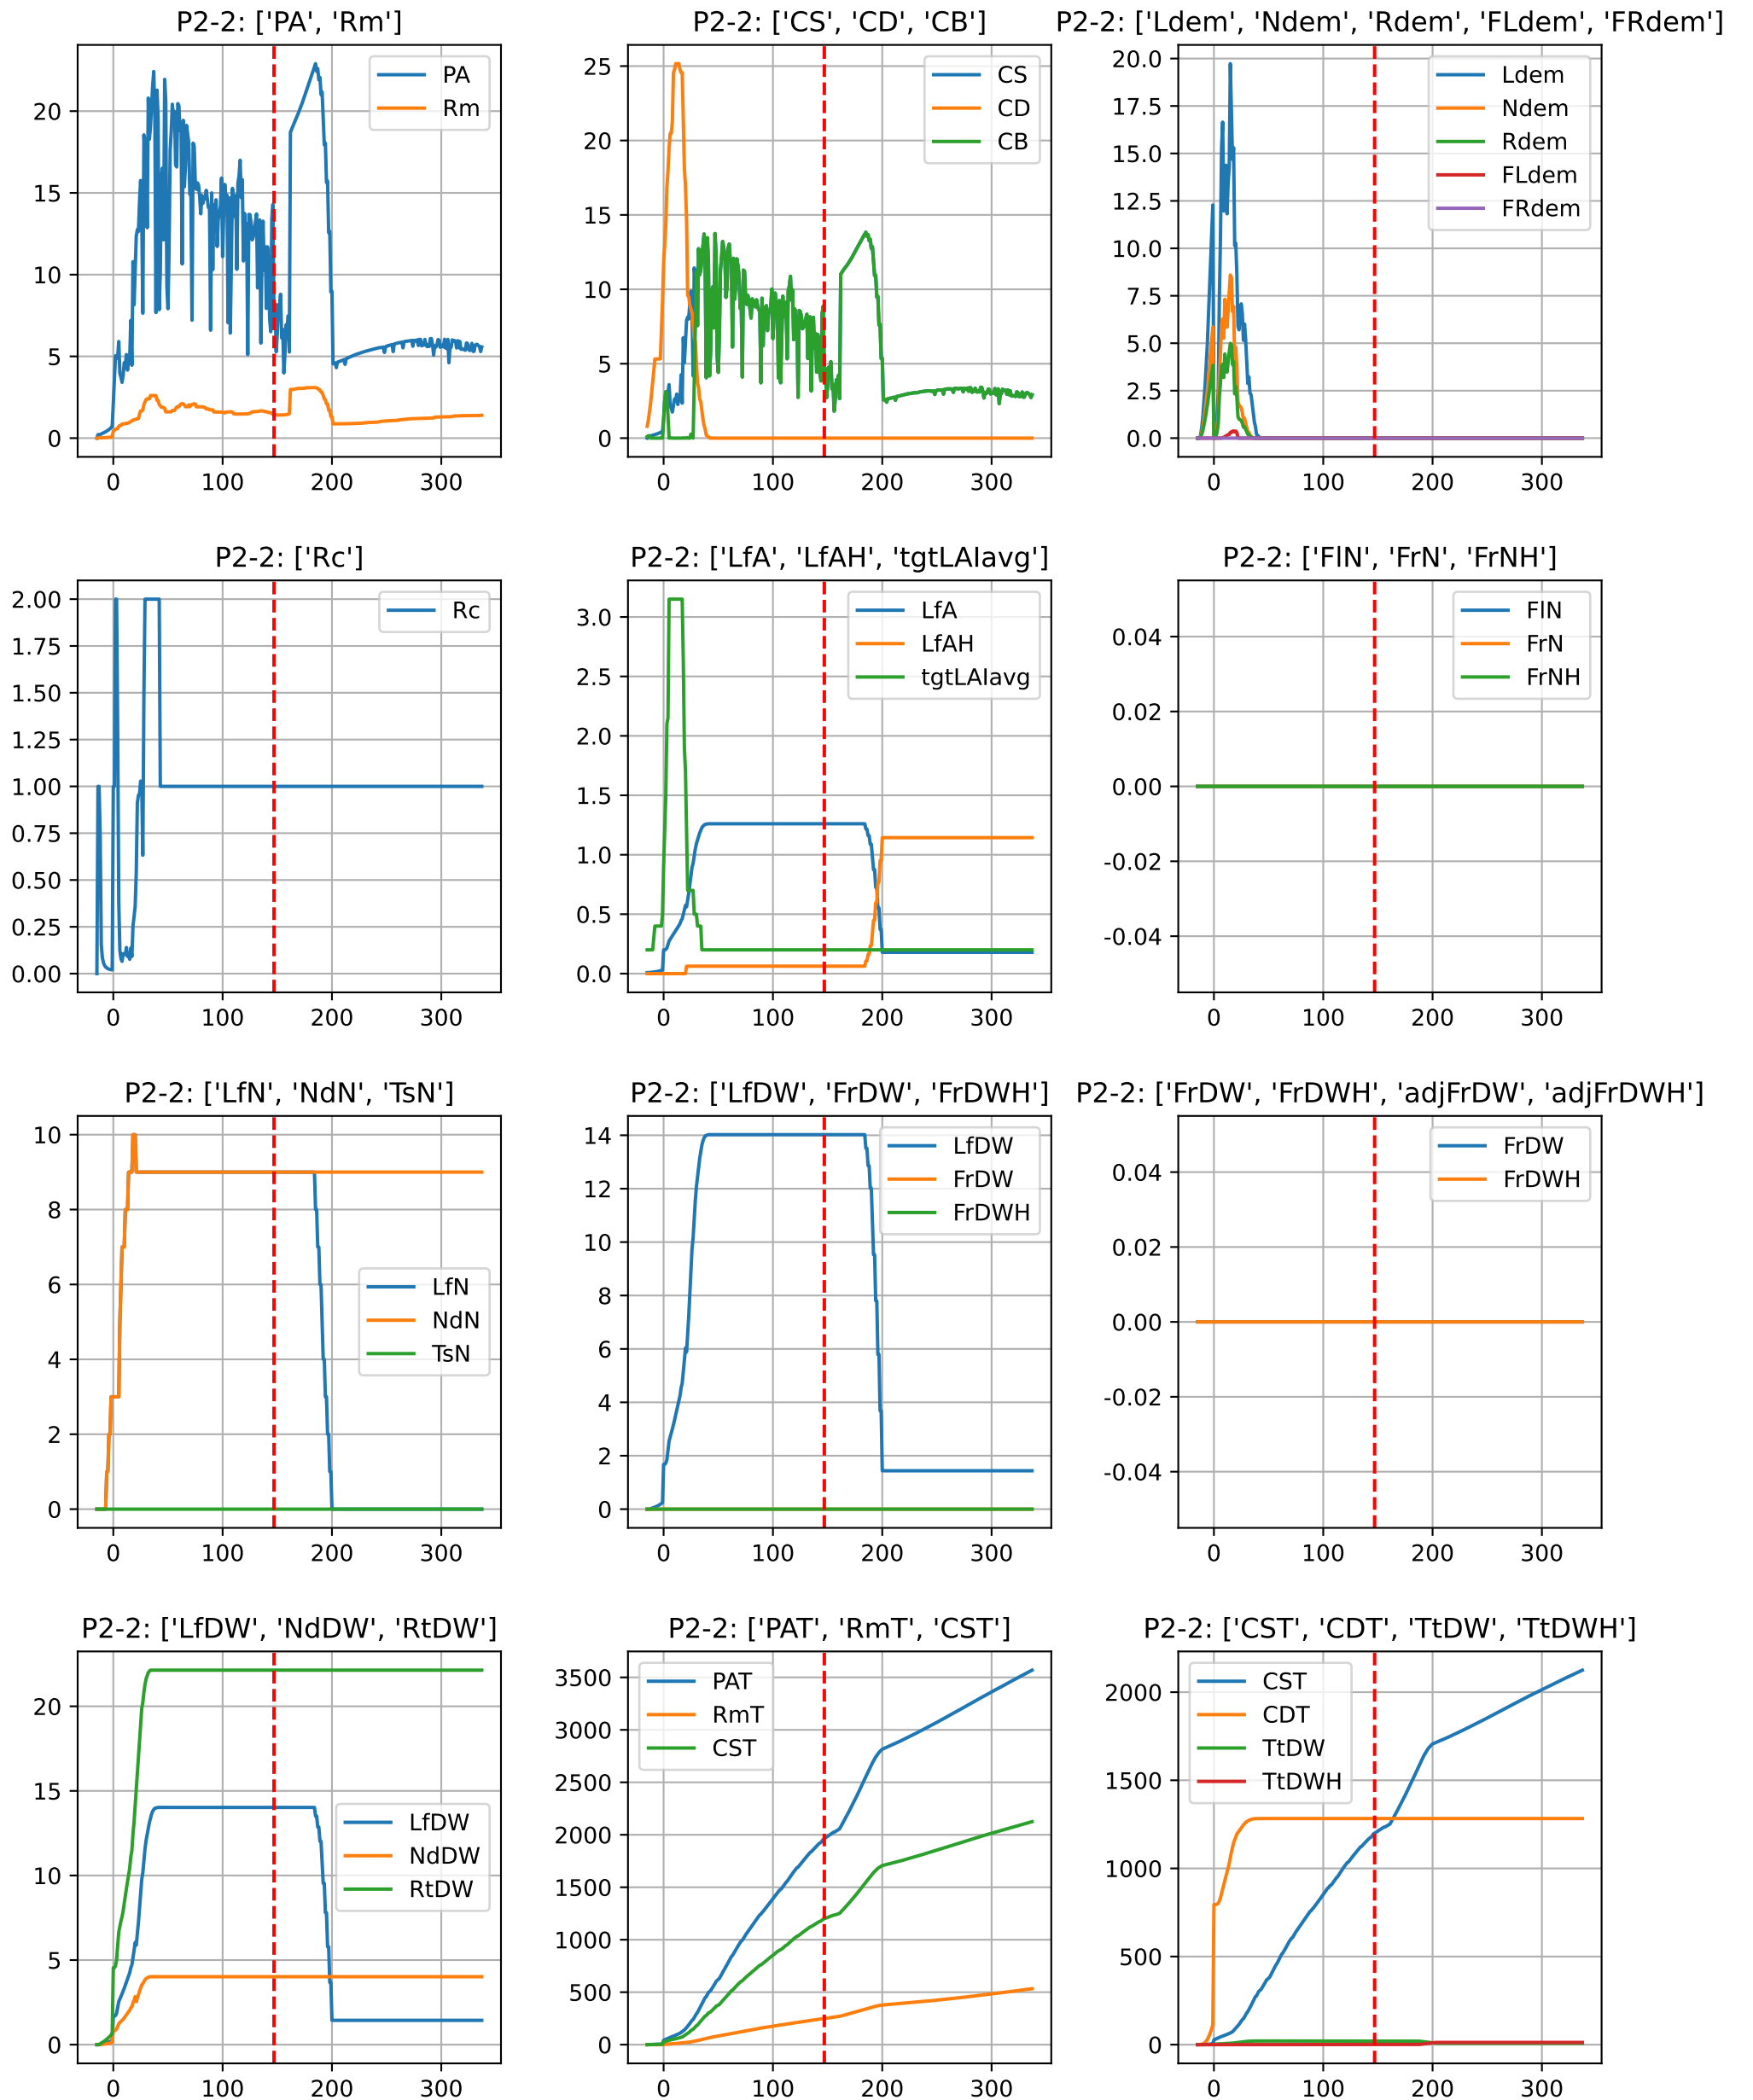 P2-2: ['PA', 'Rm']
20
15
10
5
0
0 100 200 300
PA
Rm
P2-2: ['CS', 'CD', 'CB']
25
20
15
10
5
0
0 100 200 300
CS
CD
CB
P2-2: ['Ldem', 'Ndem', 'Rdem', 'FLdem', 'FRdem']
20.0
17.5
15.0
12.5
10.0
7.5
5.0
2.5
0.0
0 100 200 300
Ldem
Ndem
Rdem
FLdem
FRdem
P2-2: ['Rc']
2.00
1.75
1.50
1.25
1.00
0.75
0.50
0.25
0.00
0 100 200 300
Rc
P2-2: ['LfA', 'LfAH', 'tgtLAIavg']
3.0
2.5
2.0
1.5
1.0
0.5
0.0
0 100 200 300
LfA
LfAH
tgtLAIavg
P2-2: ['FlN', 'FrN', 'FrNH']
0.04
0.02
0.00
-0.02
-0.04
0 100 200 300
FlN
FrN
FrNH
P2-2: ['LfN', 'NdN', 'TsN']
10
8
6
4
2
0
0 100 200 300
LfN
NdN
TsN
P2-2: ['LfDW', 'FrDW', 'FrDWH']
14
12
10
8
6
4
2
0
0 100 200 300
LfDW
FrDW
FrDWH
P2-2: ['FrDW', 'FrDWH', 'adjFrDW', 'adjFrDWH']
0.04
0.02
0.00
-0.02
-0.04
0 100 200 300
FrDW
FrDWH
P2-2: ['LfDW', 'NdDW', 'RtDW']
20
15
10
5
0
0 100 200 300
LfDW
NdDW
RtDW
P2-2: ['PAT', 'RmT', 'CST']
3500
3000
2500
2000
1500
1000
500
0
0 100 200 300
PAT
RmT
CST
P2-2: ['CST', 'CDT', 'TtDW', 'TtDWH']
2000
1500
1000
500
0
0 100 200 300
CST
CDT
TtDW
TtDWH